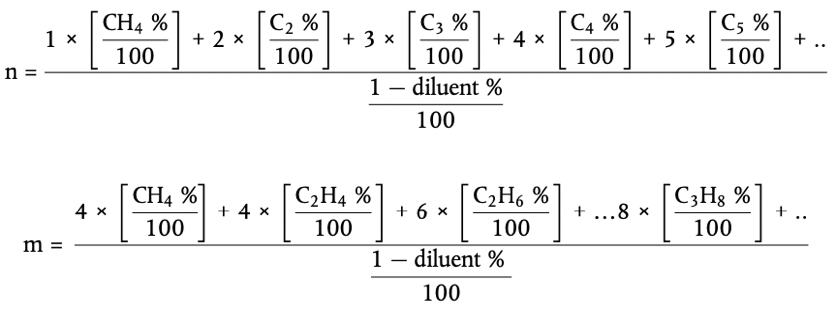 n = (1 × [CH₄ % / 100] + 2 × [C₂ % / 100] + 3 × [C₃ % / 100] + 4 × [C₄ % / 100] + 5 × [C₅ % / 100] + ..) / ((1 − diluent %) / 100)
m = (4 × [CH₄ % / 100] + 4 × [C₂H₄ % / 100] + 6 × [C₂H₆ % / 100] + ...8 × [C₃H₈ % / 100] + ..) / ((1 − diluent %) / 100)